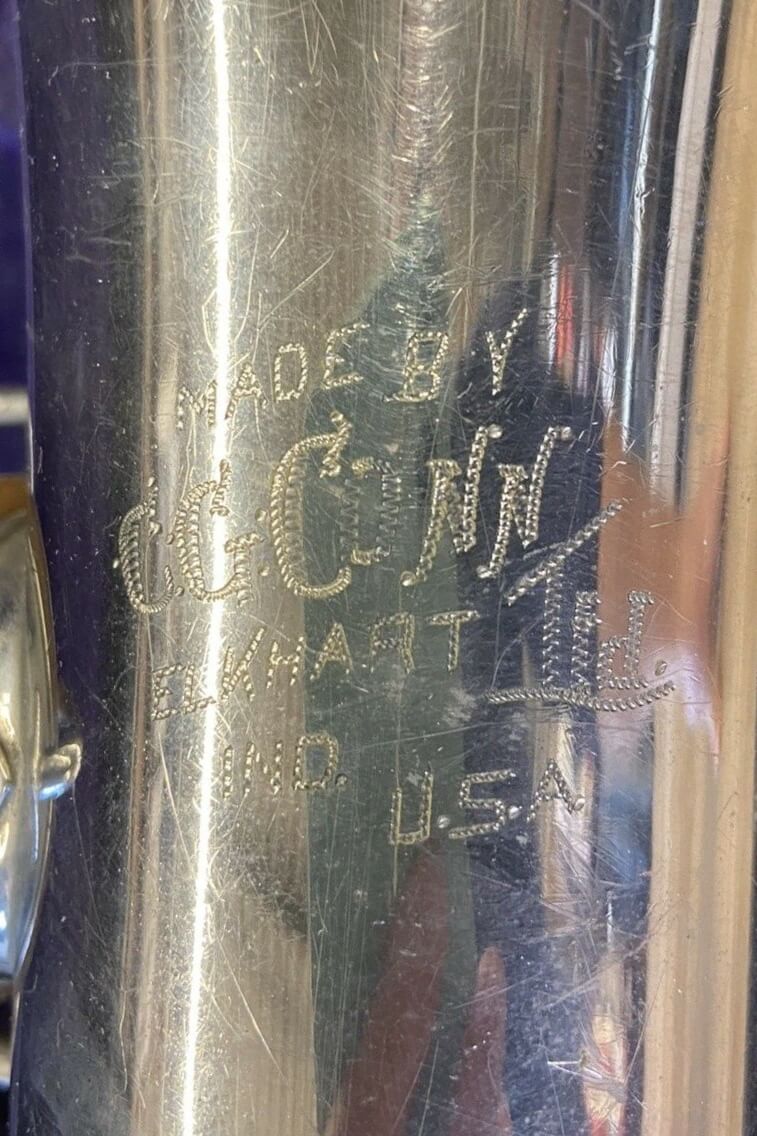 MADE BY
C.G. CONN
Ltd.
ELKHART
IND. U.S.A.